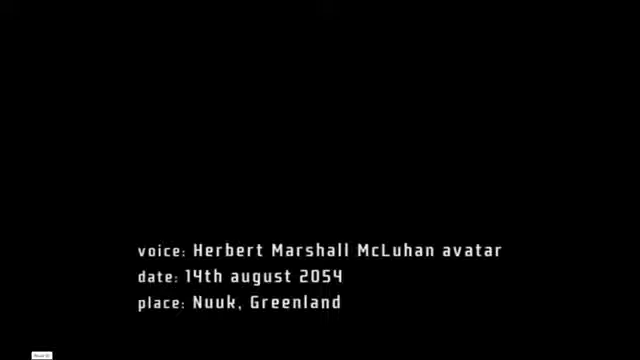 voice: Herbert Marshall McLuhan avatar
date: 14th august 2054
place: Nuuk, Greenland